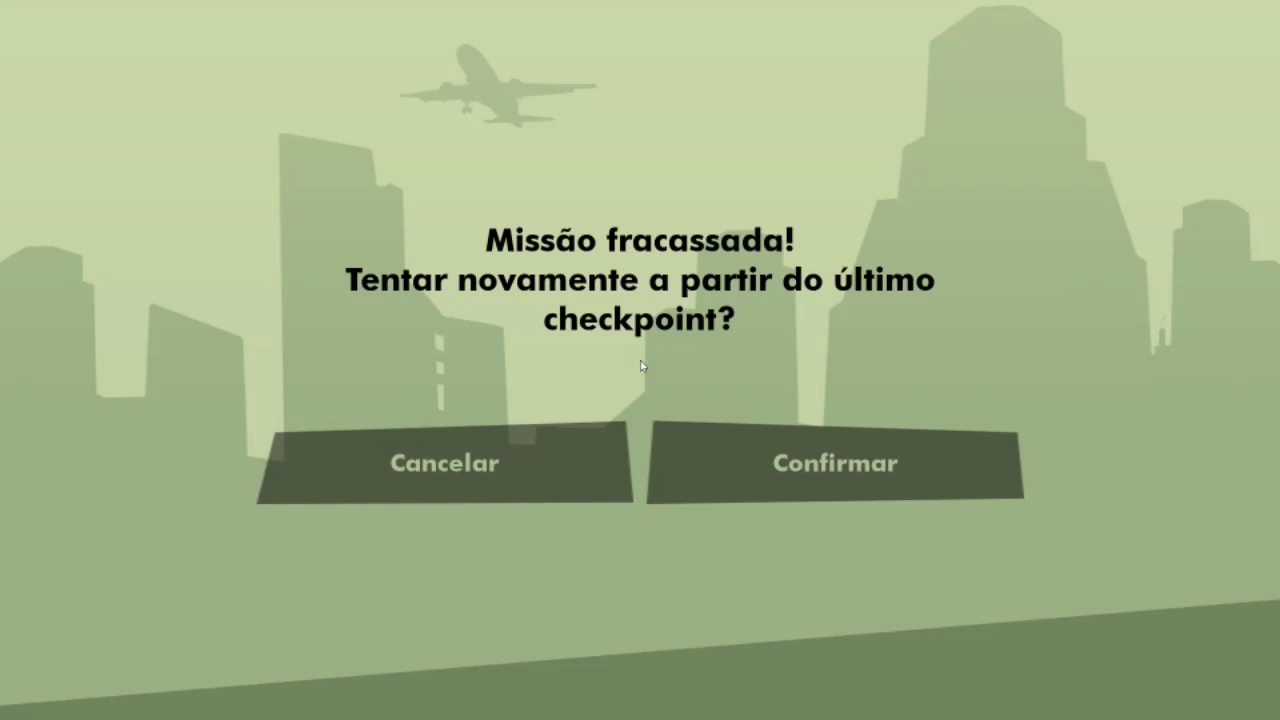 Missão fracassada!
Tentar novamente a partir do último
checkpoint?
Cancelar
Confirmar